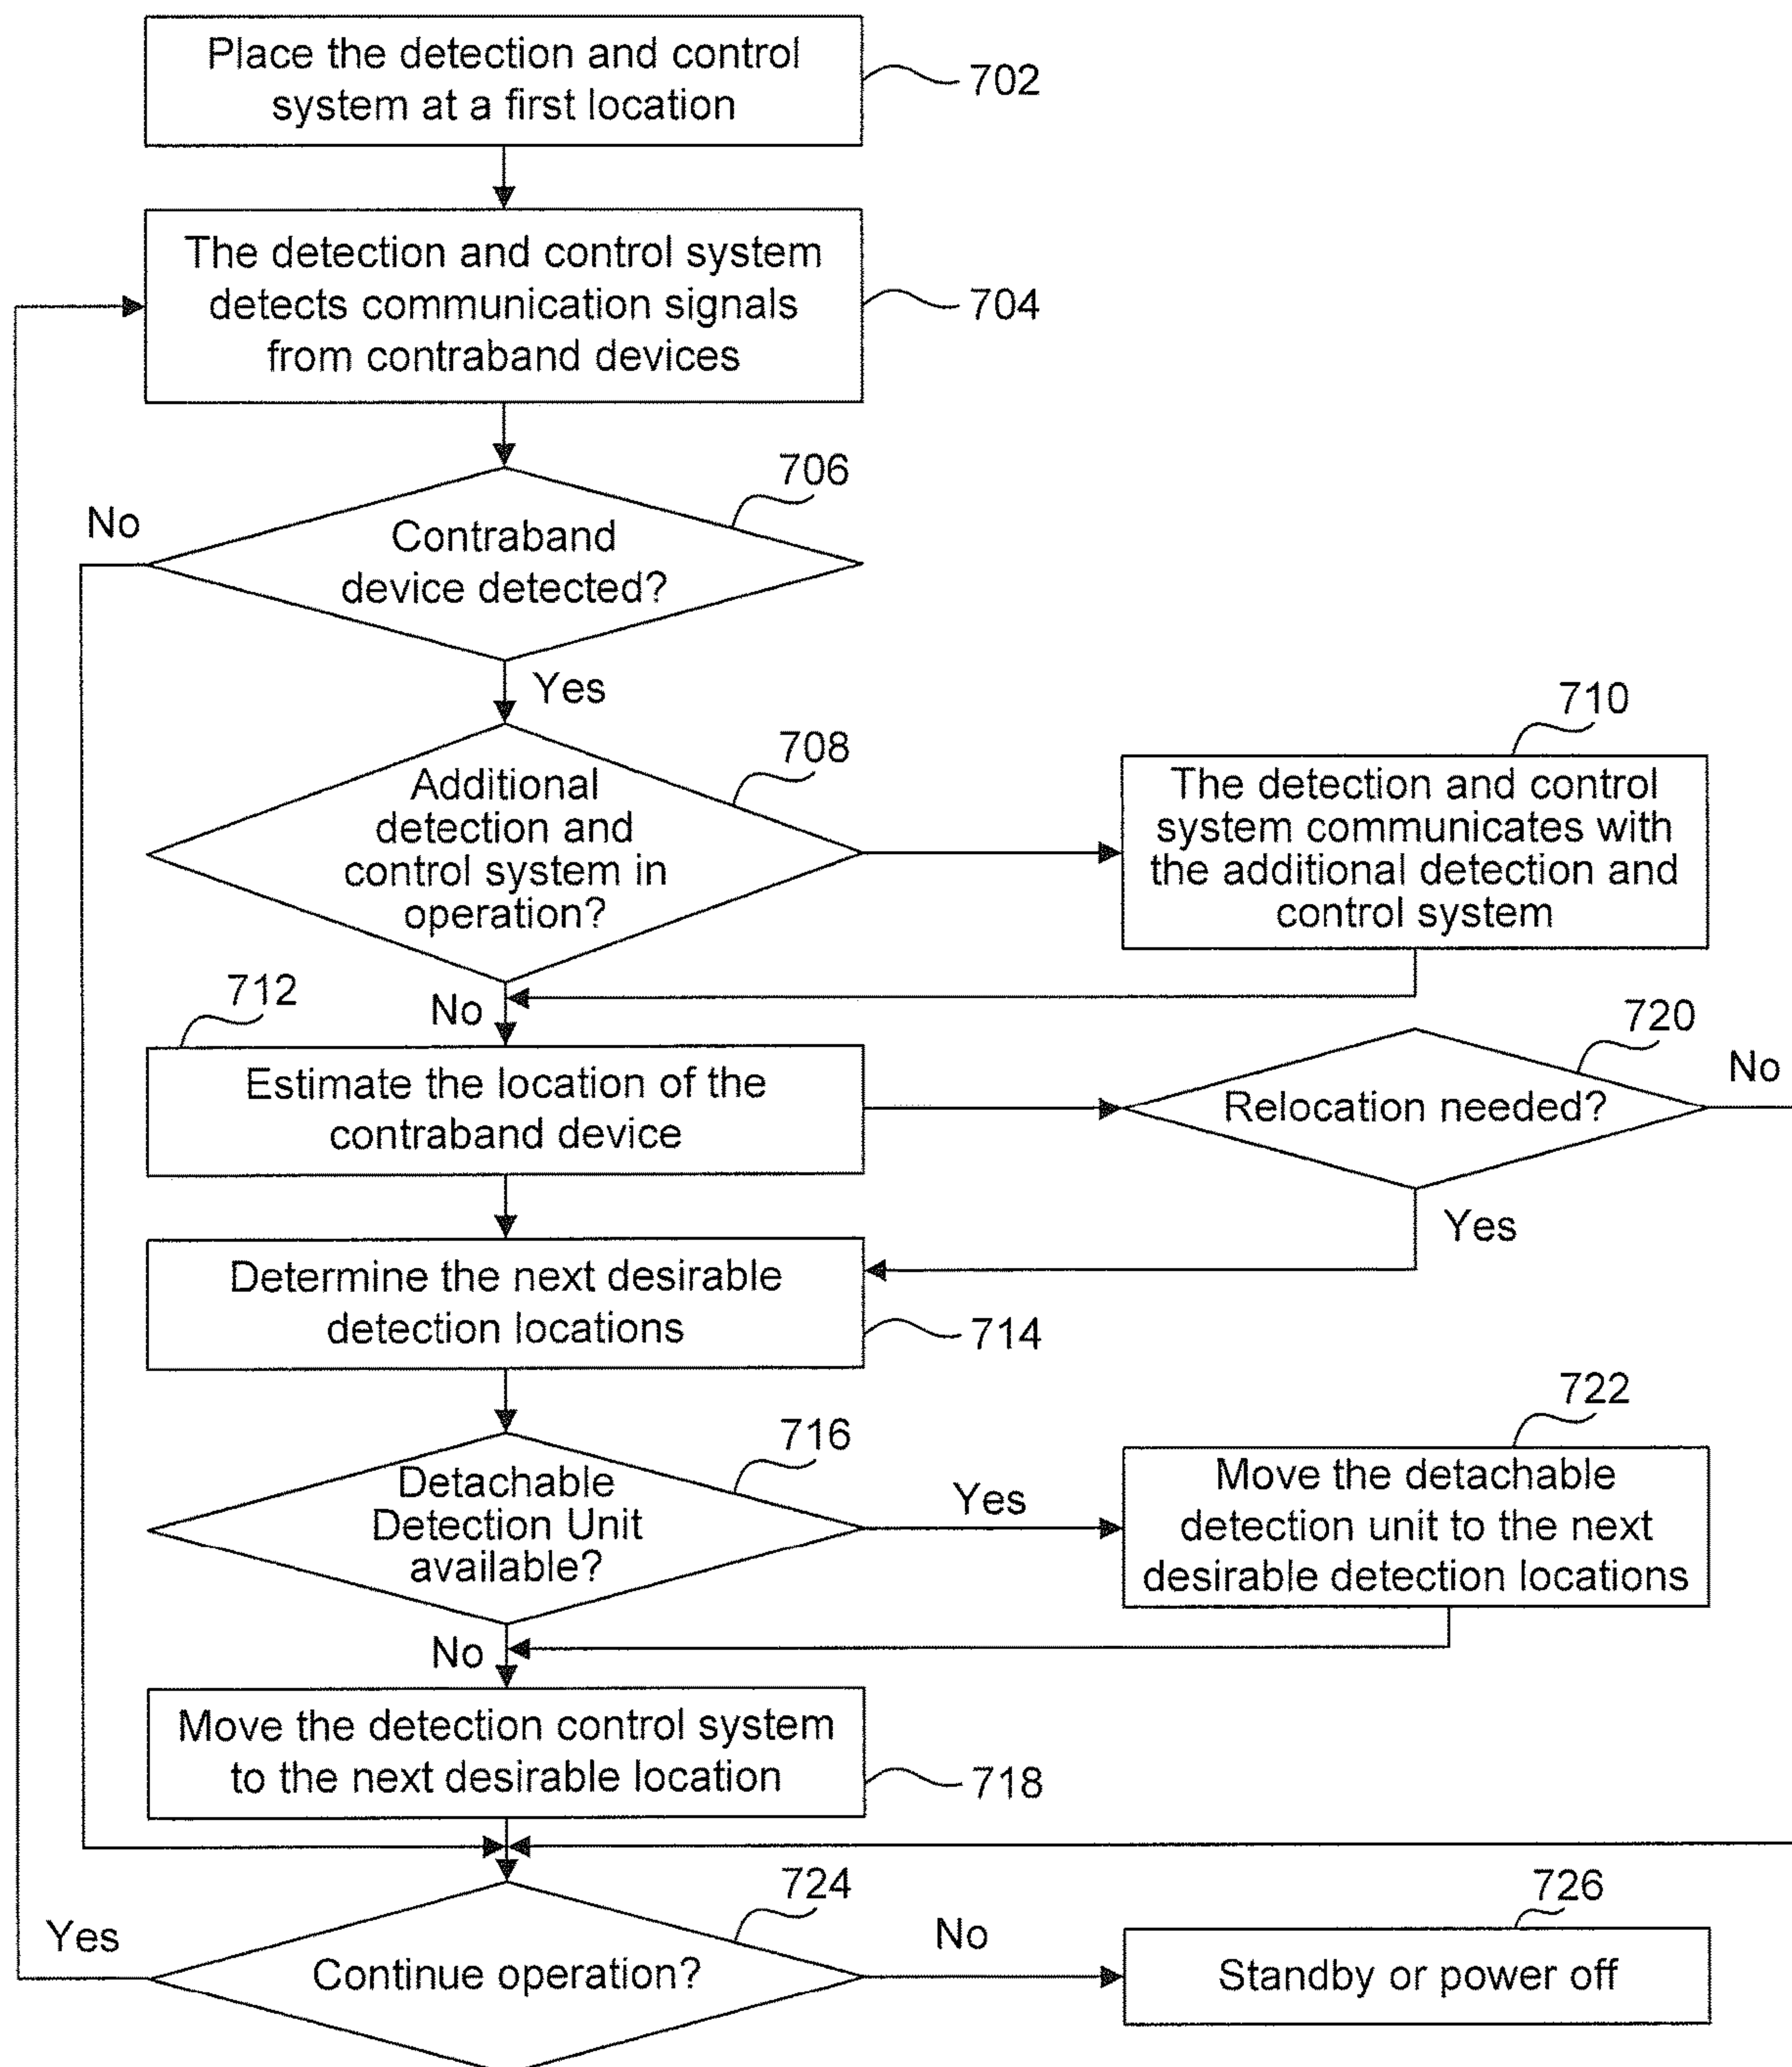 Place the detection and control
system at a first location
702
The detection and control system
detects communication signals
from contraband devices
704
706
No
Contraband
device detected?
Yes
708
Additional
detection and
control system in
operation?
710
The detection and control
system communicates with
the additional detection and
control system
712
No
Estimate the location of the
contraband device
720
Relocation needed?
No
Yes
Determine the next desirable
detection locations
714
716
Detachable
Detection Unit
available?
Yes
722
Move the detachable
detection unit to the next
desirable detection locations
No
Move the detection control system
to the next desirable location
718
724
Yes
Continue operation?
No
726
Standby or power off